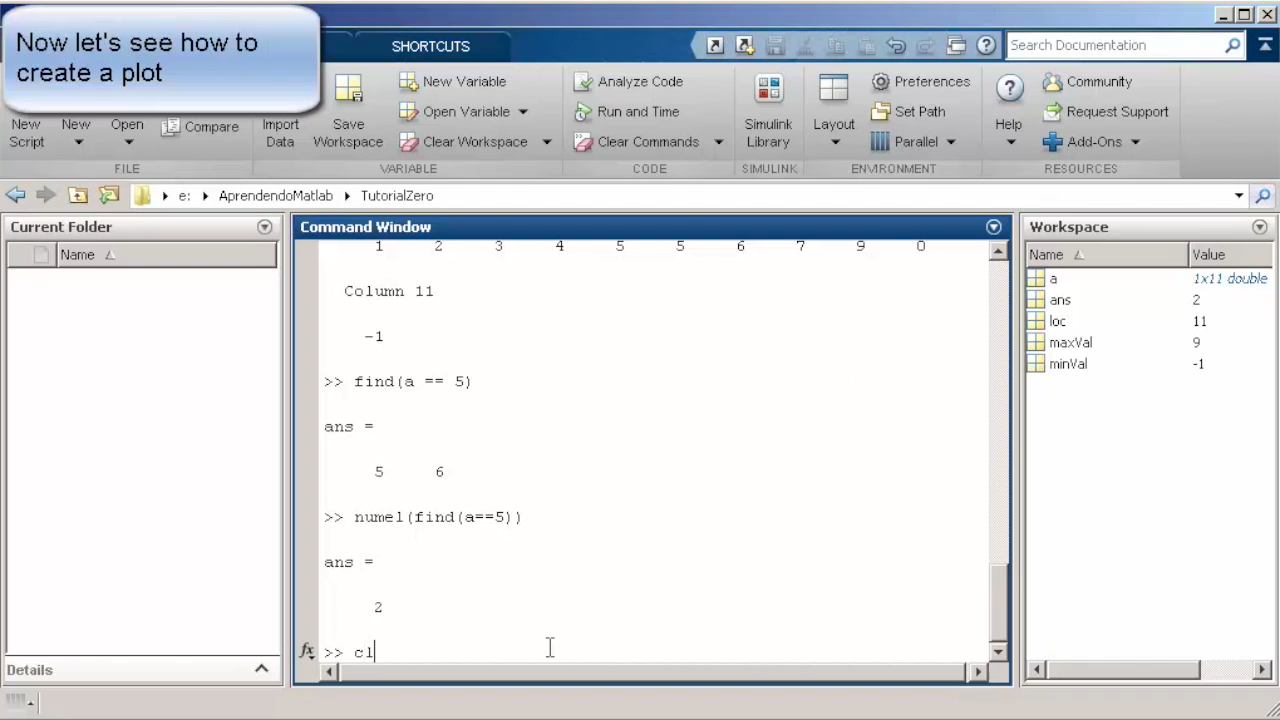 Now let's see how to
create a plot
SHORTCUTS
Search Documentation
New Variable
Analyze Code
Preferences
Community
Open Variable
Run and Time
Set Path
Request Support
New Script
New
Open
Compare
Import Data
Save Workspace
Clear Workspace
Clear Commands
Simulink Library
Layout
Parallel
Help
Add-Ons
FILE
VARIABLE
CODE
SIMULINK
ENVIRONMENT
RESOURCES
e: AprendendoMatlab TutorialZero
Current Folder
Name
Details
Command Window
1 2 3 4 5 5 6 7 9 0
Column 11
-1
>> find(a == 5)
ans =
5 6
>> numel(find(a==5))
ans =
2
fx >> cl
Workspace
Name Value
a 1x11 double
ans 2
loc 11
maxVal 9
minVal -1